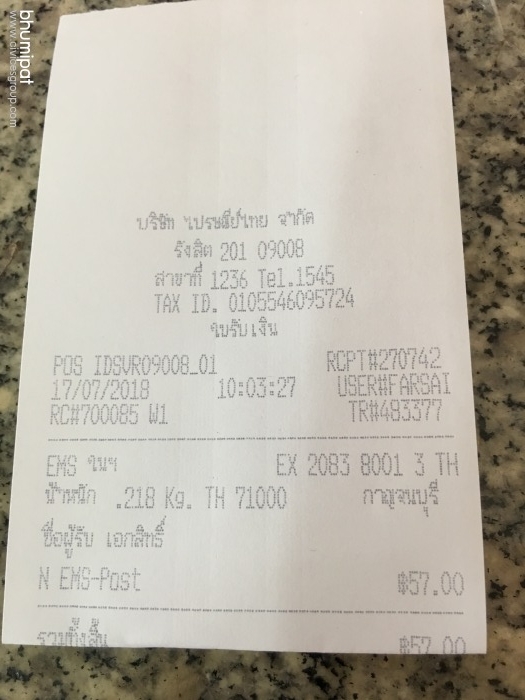 bhumipat
www.civilesgroup.com
บริษัท ไปรษณีย์ไทย จำกัด
รังสิต 201 09008
สาขาที่ 1236 Tel.1545
TAX ID. 0105546095724
ใบรับเงิน
POS IDSVR09008_01 RCPT#270742
17/07/2018 10:03:27 USER#FARSAI
RC#700085 W1 TR#483377
EMS ในฯ EX 2083 8001 3 TH
น้ำหนัก .218 Kg. TH 71000 กาญจนบุรี
ชื่อผู้รับ เอกสิทธิ์
N EMS-Post ฿57.00
รวมทั้งสิ้น ฿57.00